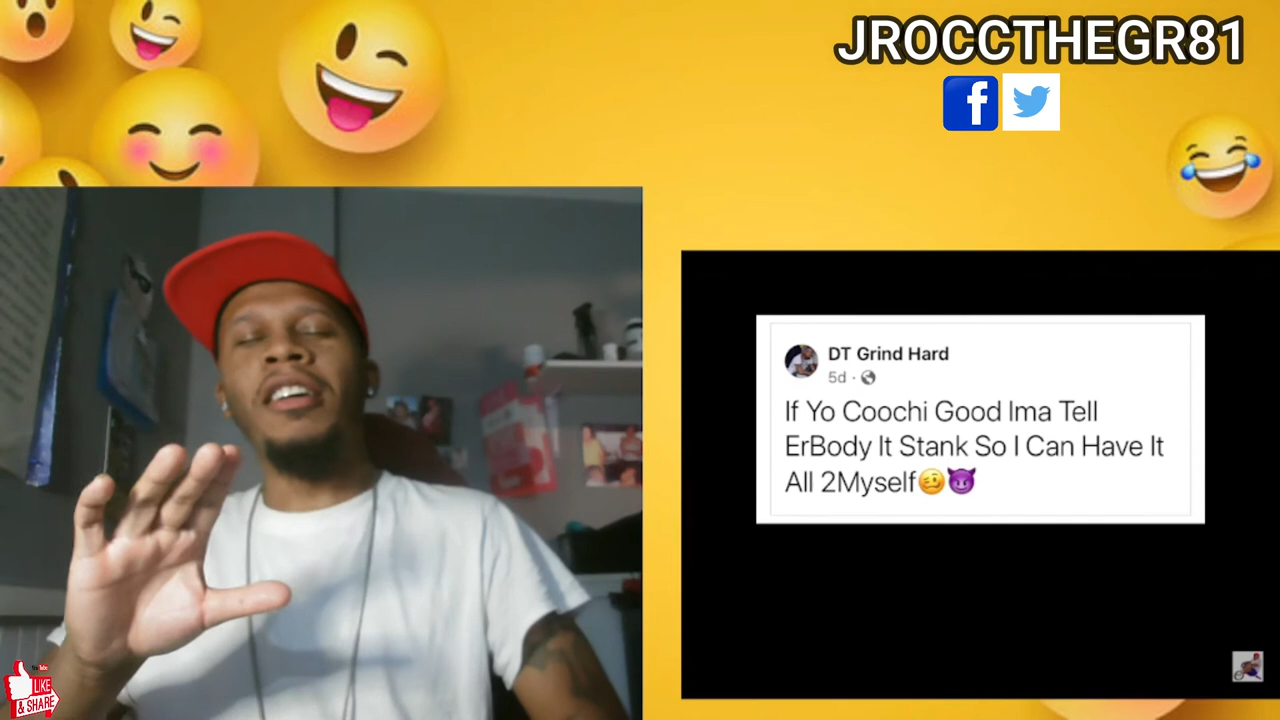 JROCCTHEGR81
DT Grind Hard
5d ·
If Yo Coochi Good Ima Tell
ErBody It Stank So I Can Have It
All 2Myself🥴😈
YouTube
LIKE
& SHARE